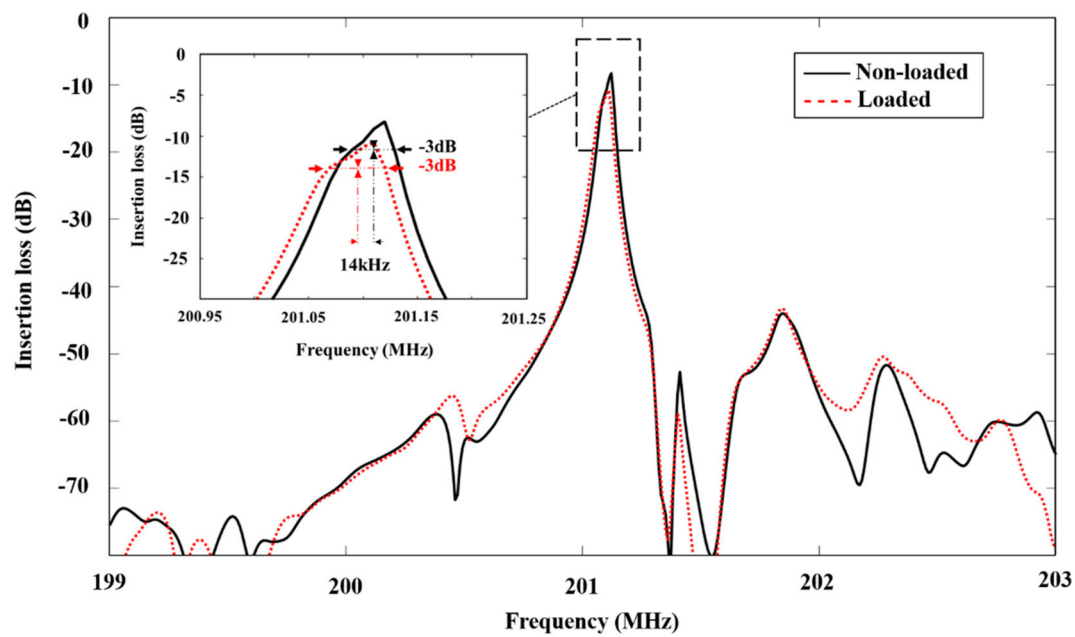 0
-10
-20
-30
-40
-50
-60
-70
Insertion loss (dB)
199
200
201
202
203
Frequency (MHz)
Non-loaded
Loaded
0
-5
-10
-15
-20
-25
Insertion loss (dB)
-3dB
-3dB
14kHz
200.95
201.05
201.15
201.25
Frequency (MHz)